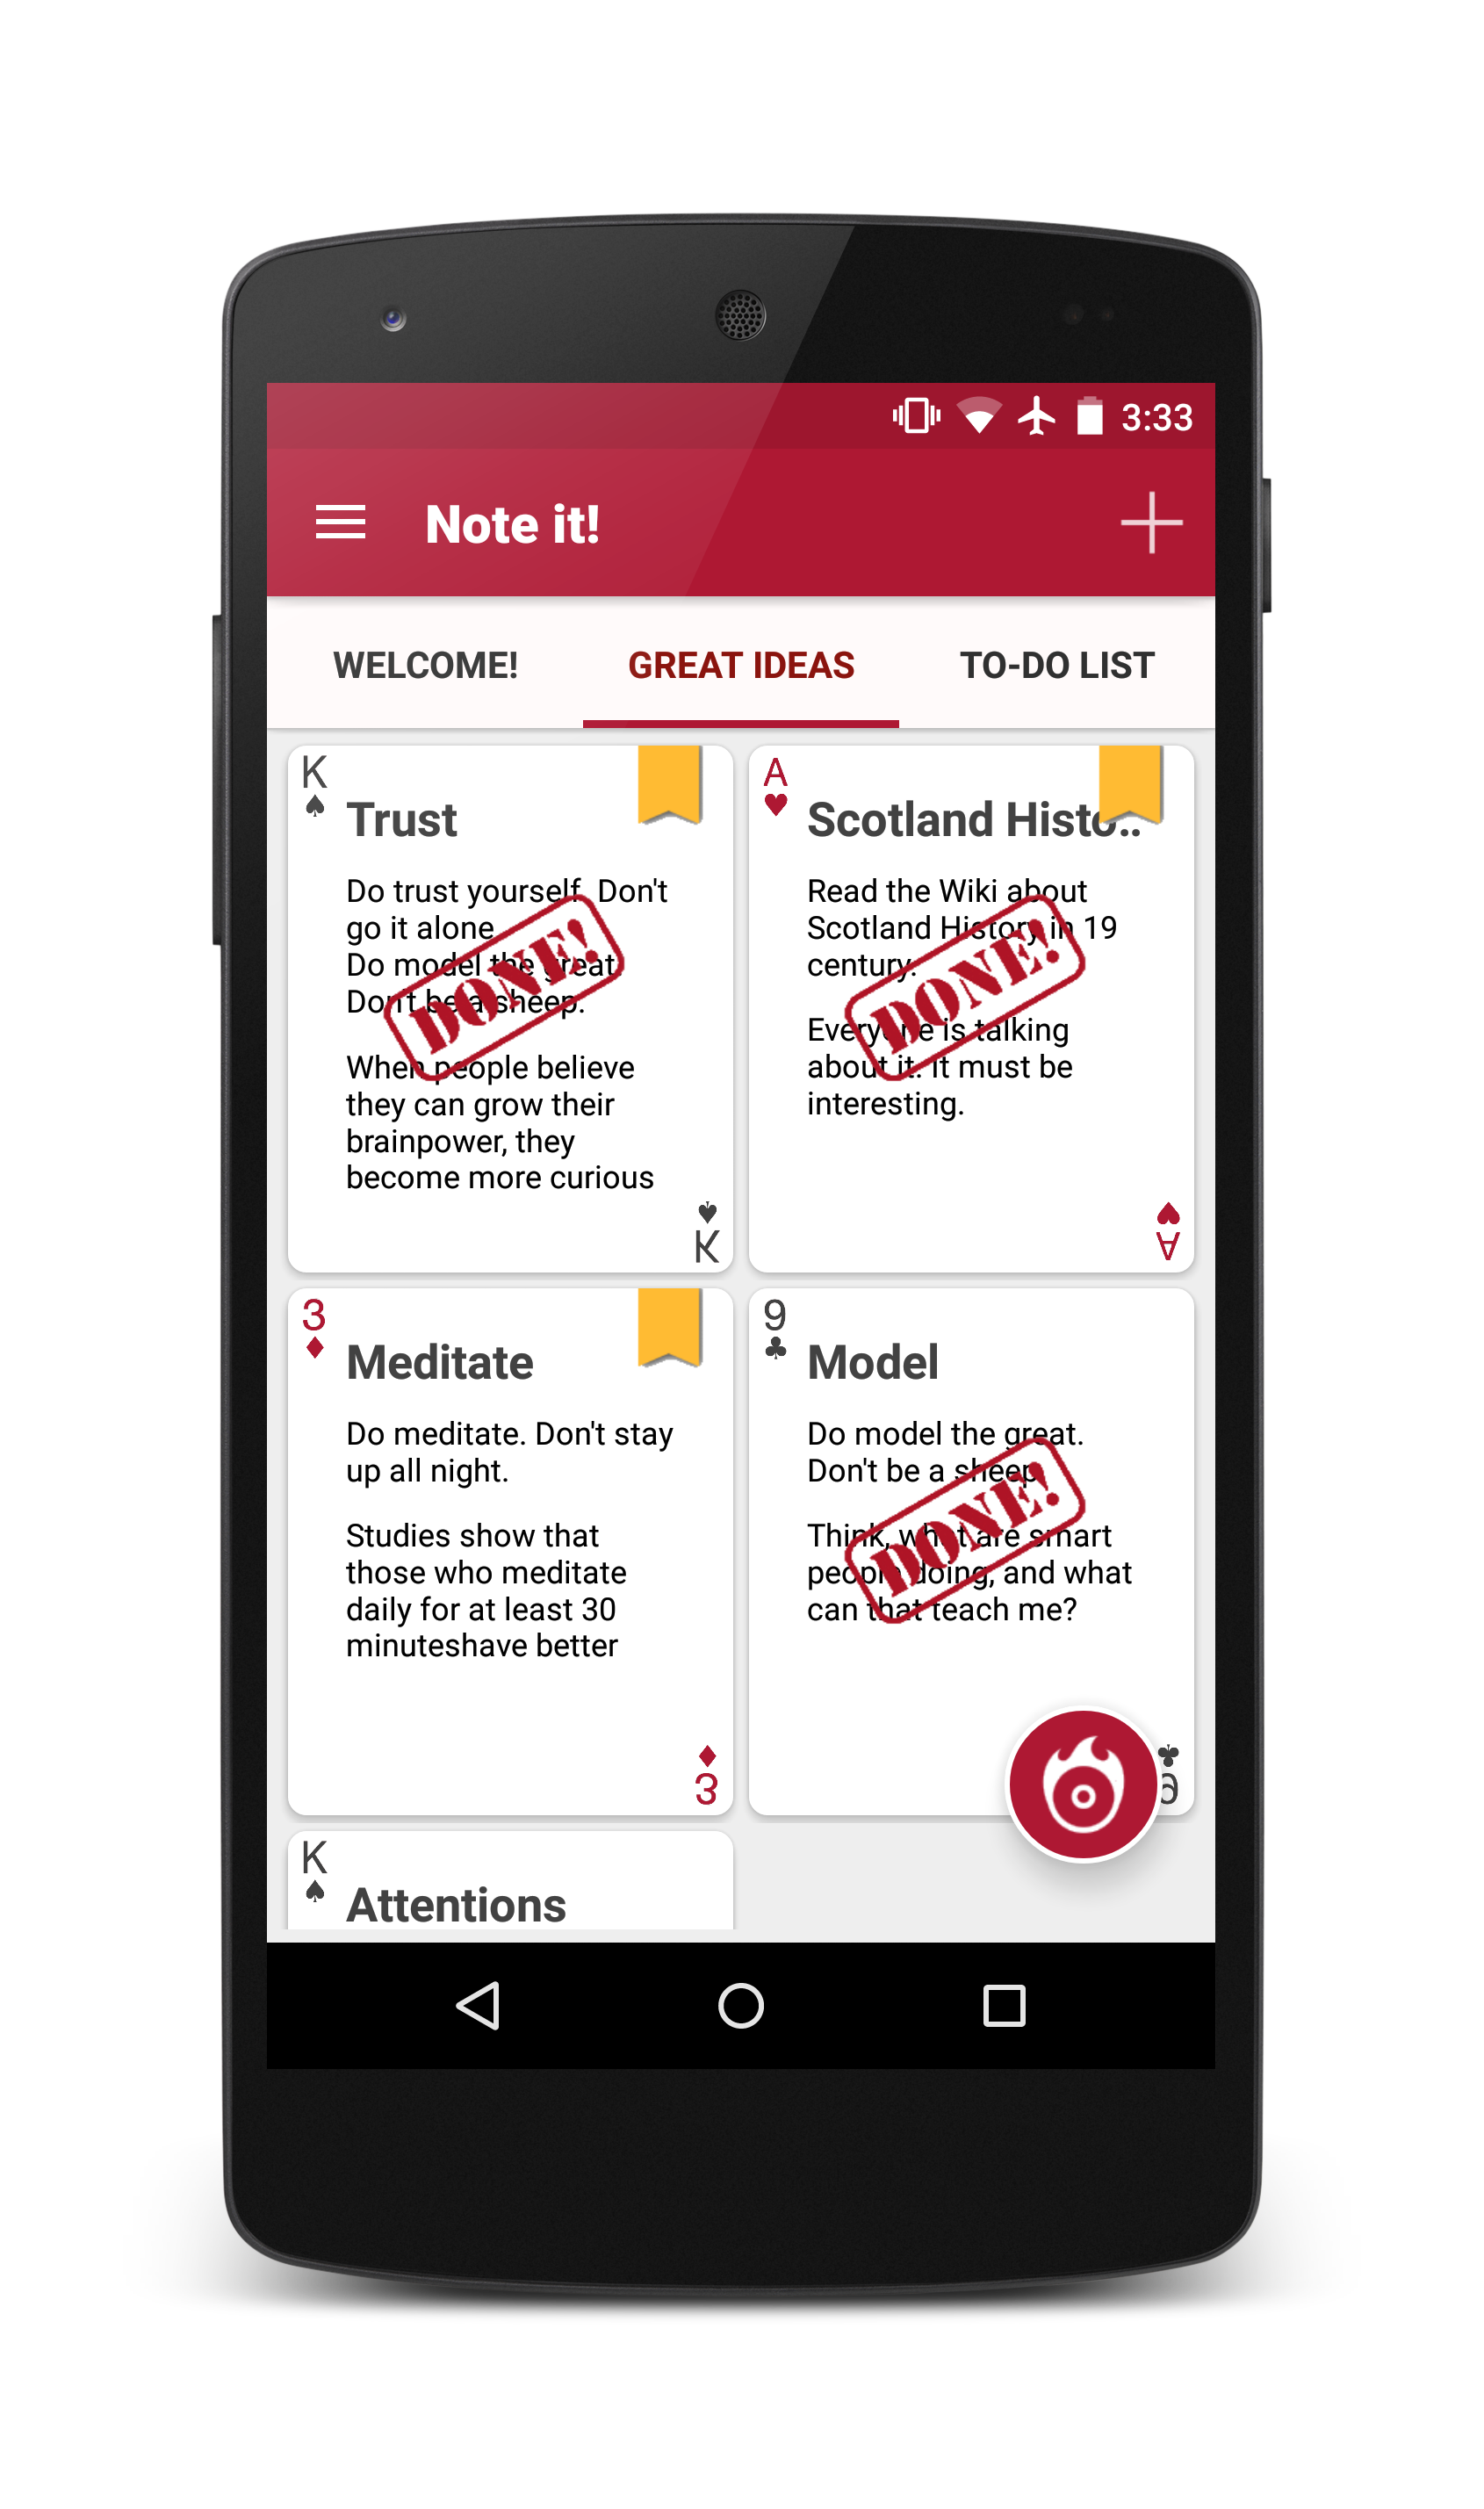 3:33
Note it!
WELCOME!
GREAT IDEAS
TO-DO LIST
K
Trust
Do trust yourself. Don't
go it alone
Do model the great.
Don't be a sheep.
When people believe
they can grow their
brainpower, they
become more curious
DONE!
K
A
Scotland Histo..
Read the Wiki about
Scotland History in 19
century.
Everyone is talking
about it. It must be
interesting.
DONE!
A
3
Meditate
Do meditate. Don't stay
up all night.
Studies show that
those who meditate
daily for at least 30
minuteshave better
3
9
Model
Do model the great.
Don't be a sheep.
Think, what are smart
people doing, and what
can that teach me?
DONE!
9
K
Attentions